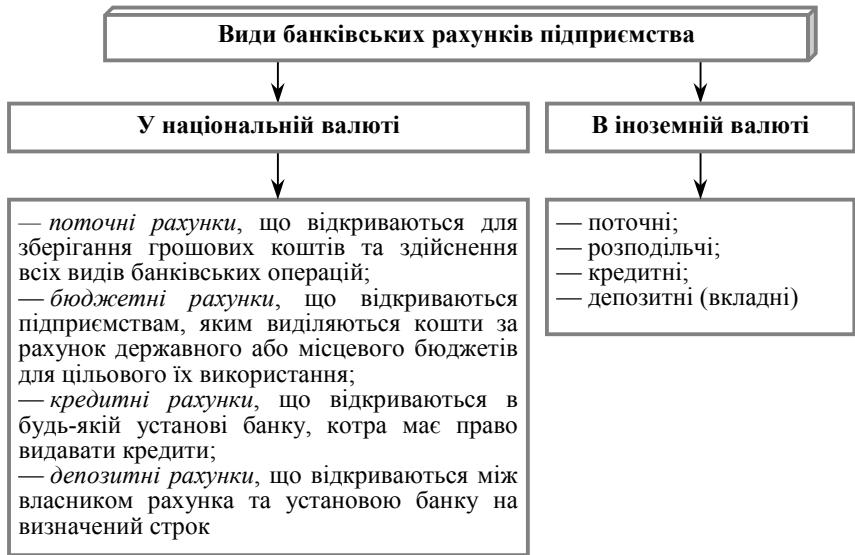 Види банківських рахунків підприємства
У національній валюті
В іноземній валюті
— поточні рахунки, що відкриваються для
зберігання грошових коштів та здійснення
всіх видів банківських операцій;
— бюджетні рахунки, що відкриваються
підприємствам, яким виділяються кошти за
рахунок державного або місцевого бюджетів
для цільового їх використання;
— кредитні рахунки, що відкриваються в
будь-якій установі банку, котра має право
видавати кредити;
— депозитні рахунки, що відкриваються між
власником рахунка та установою банку на
визначений строк
— поточні;
— розподільчі;
— кредитні;
— депозитні (вкладні)